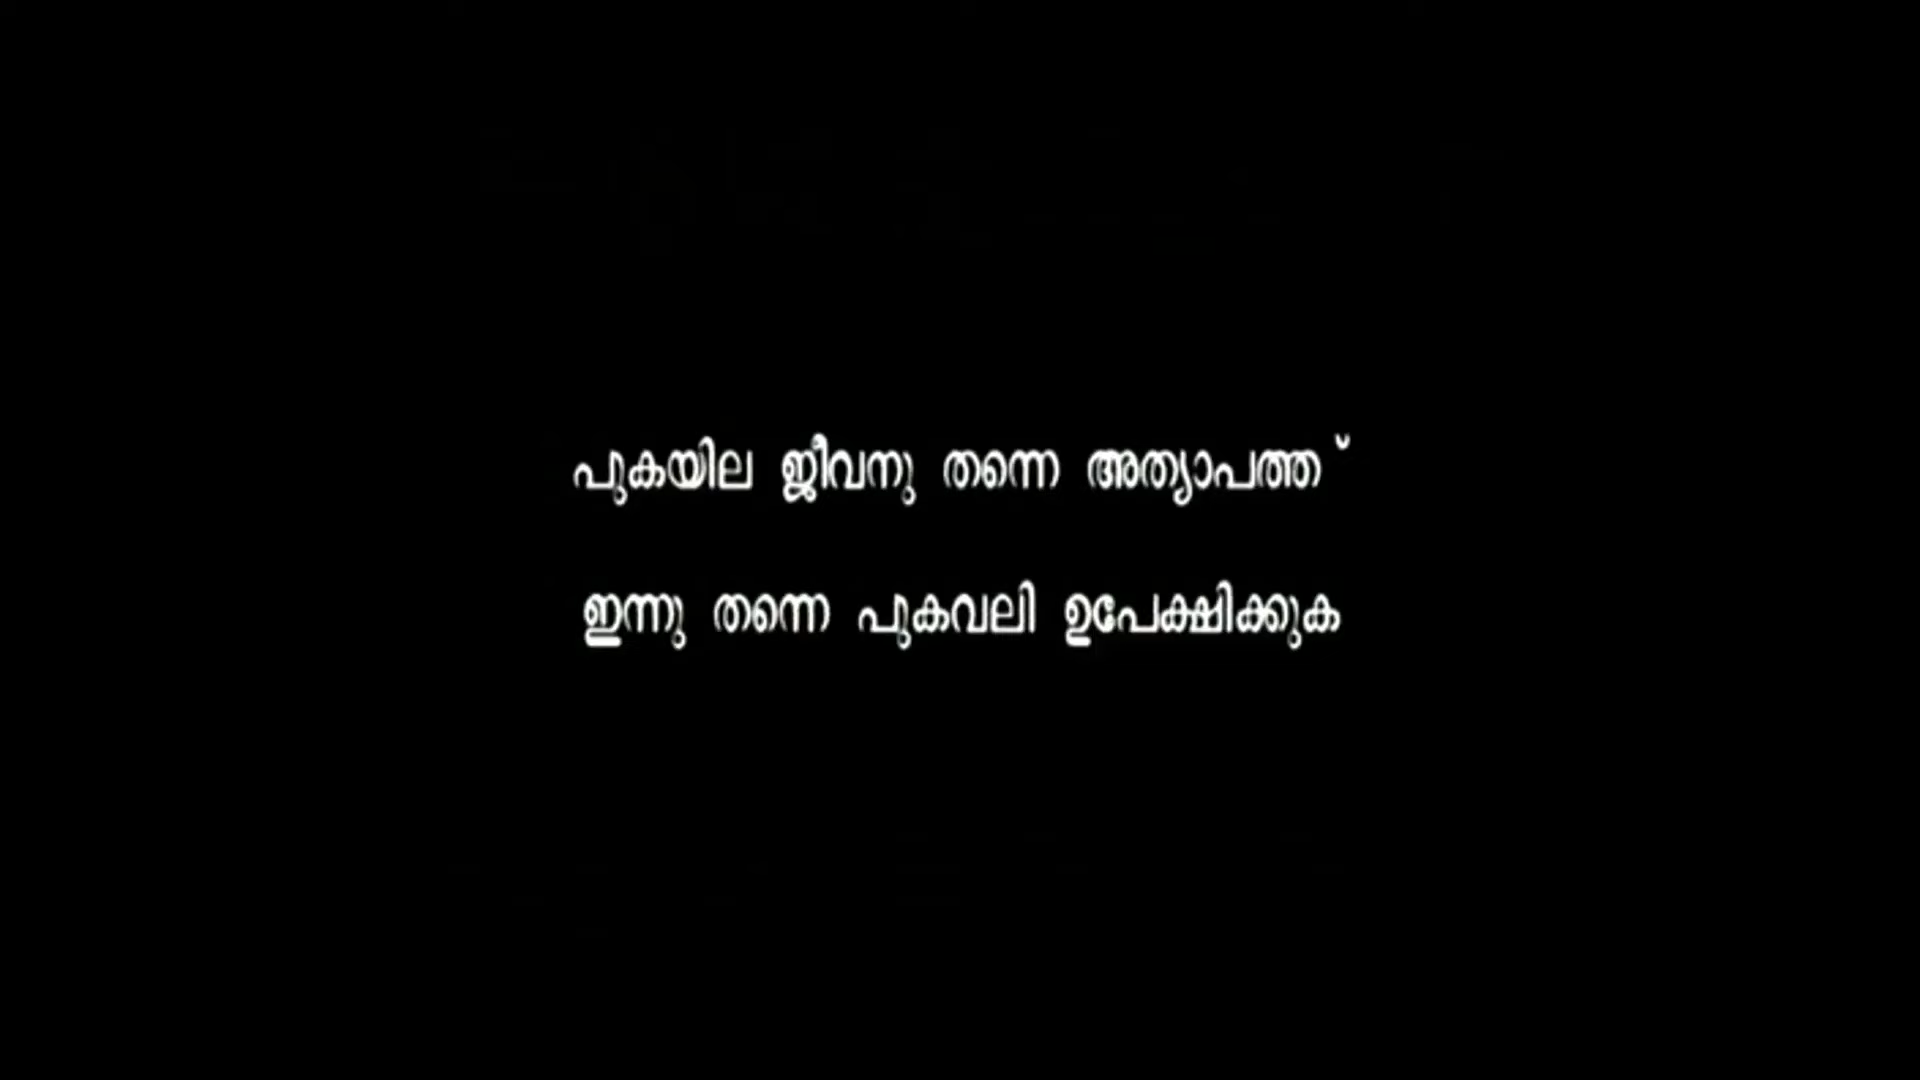 പുകയില ജീവനു തന്നെ അത്യാപത്ത്
ഇന്നു തന്നെ പുകവലി ഉപേക്ഷിക്കുക